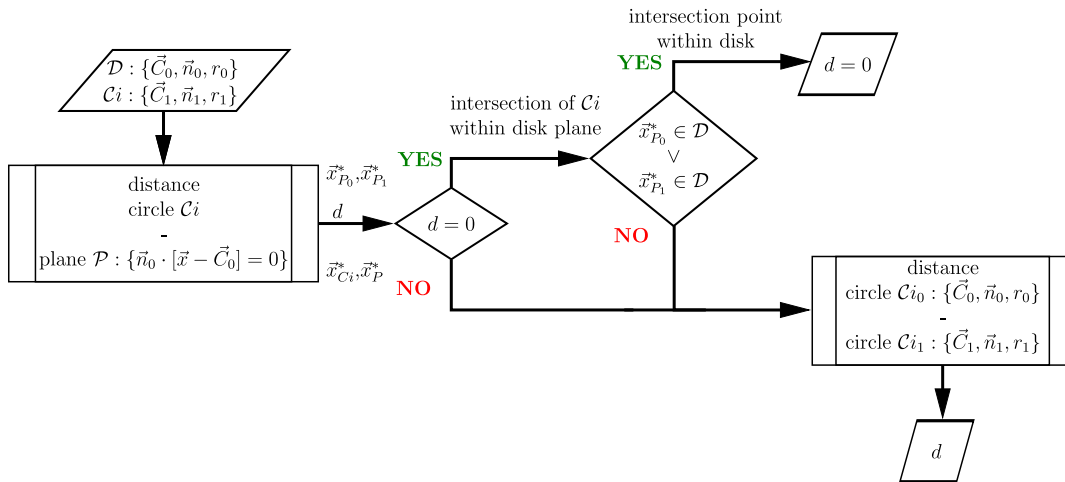 𝒟 : {C⃗₀, n⃗₀, r₀}
𝒞i : {C⃗₁, n⃗₁, r₁}
distance
circle 𝒞i
-
plane 𝒫 : {n⃗₀ · [x⃗ − C⃗₀] = 0}
x⃗*_{P₀}, x⃗*_{P₁}
d
x⃗*_{Ci}, x⃗*_P
YES
d = 0
NO
intersection of 𝒞i
within disk plane
x⃗*_{P₀} ∈ 𝒟
∨
x⃗*_{P₁} ∈ 𝒟
YES
NO
intersection point
within disk
d = 0
distance
circle 𝒞i₀ : {C⃗₀, n⃗₀, r₀}
-
circle 𝒞i₁ : {C⃗₁, n⃗₁, r₁}
d